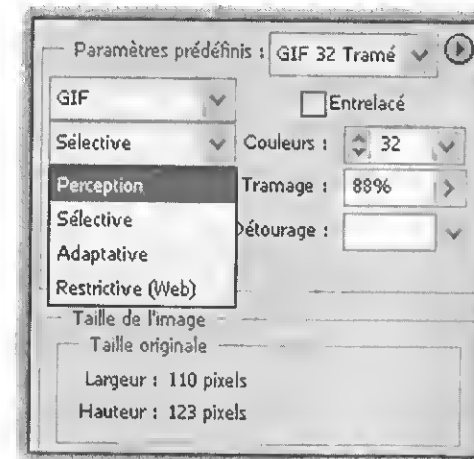 Paramètres prédéfinis : GIF 32 Tramé
GIF
Entrelacé
Sélective
Couleurs : 32
Perception
Tramage : 88%
Sélective
Détourage :
Adaptative
Restrictive (Web)
Taille de l'image
Taille originale
Largeur : 110 pixels
Hauteur : 123 pixels